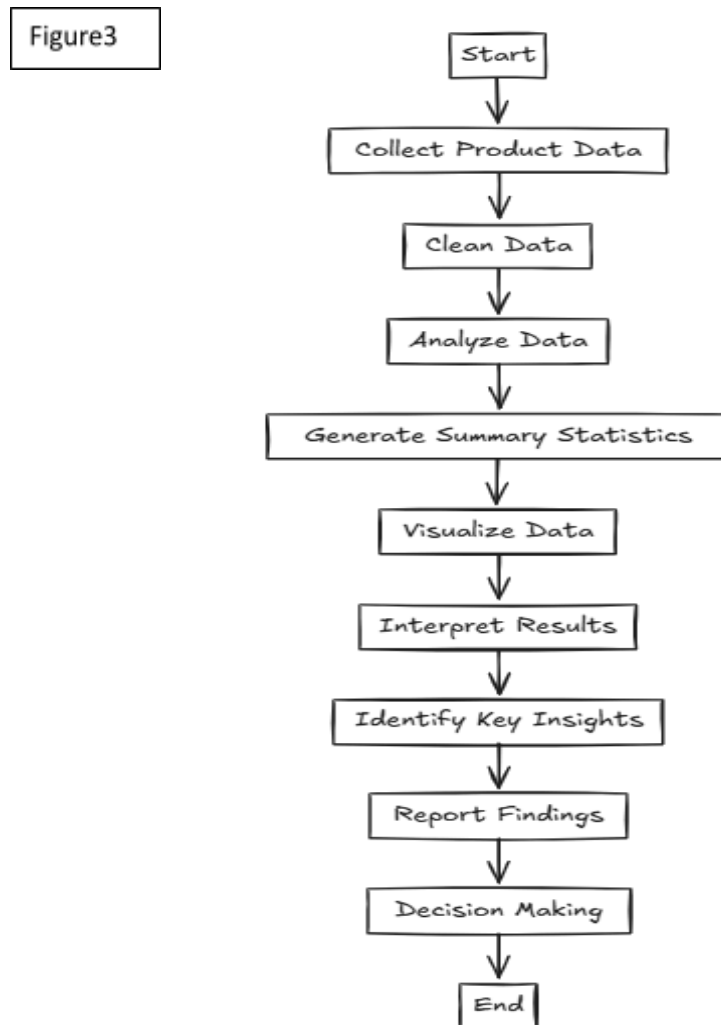 Figure3
Start
Collect Product Data
Clean Data
Analyze Data
Generate Summary Statistics
Visualize Data
Interpret Results
Identify Key Insights
Report Findings
Decision Making
End